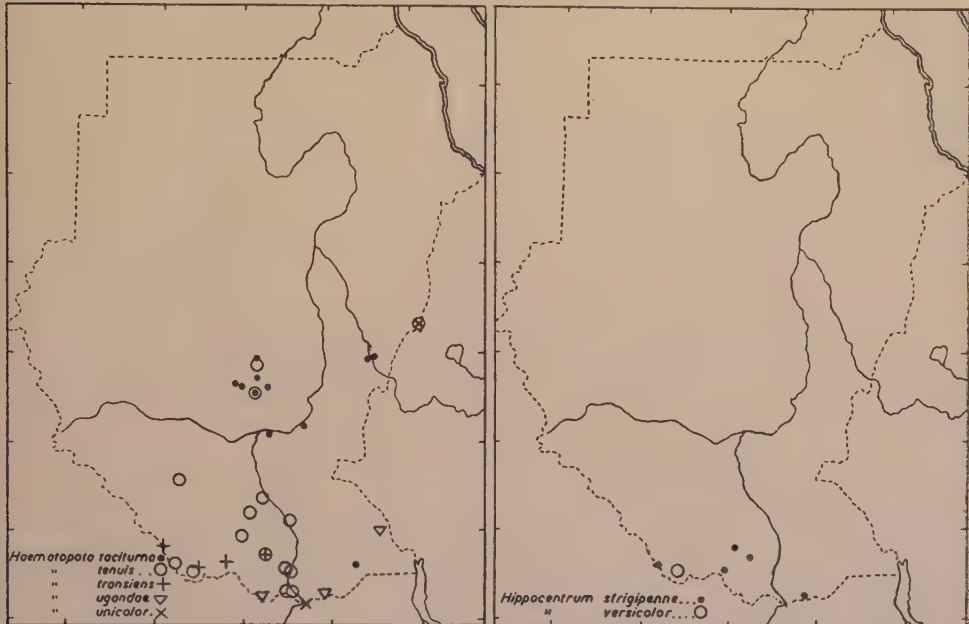 Haematopota taciturna
" tenuis..
" transiens
" ugandae
" unicolor.
Hippocentrum strigipenne...
" versicolor....